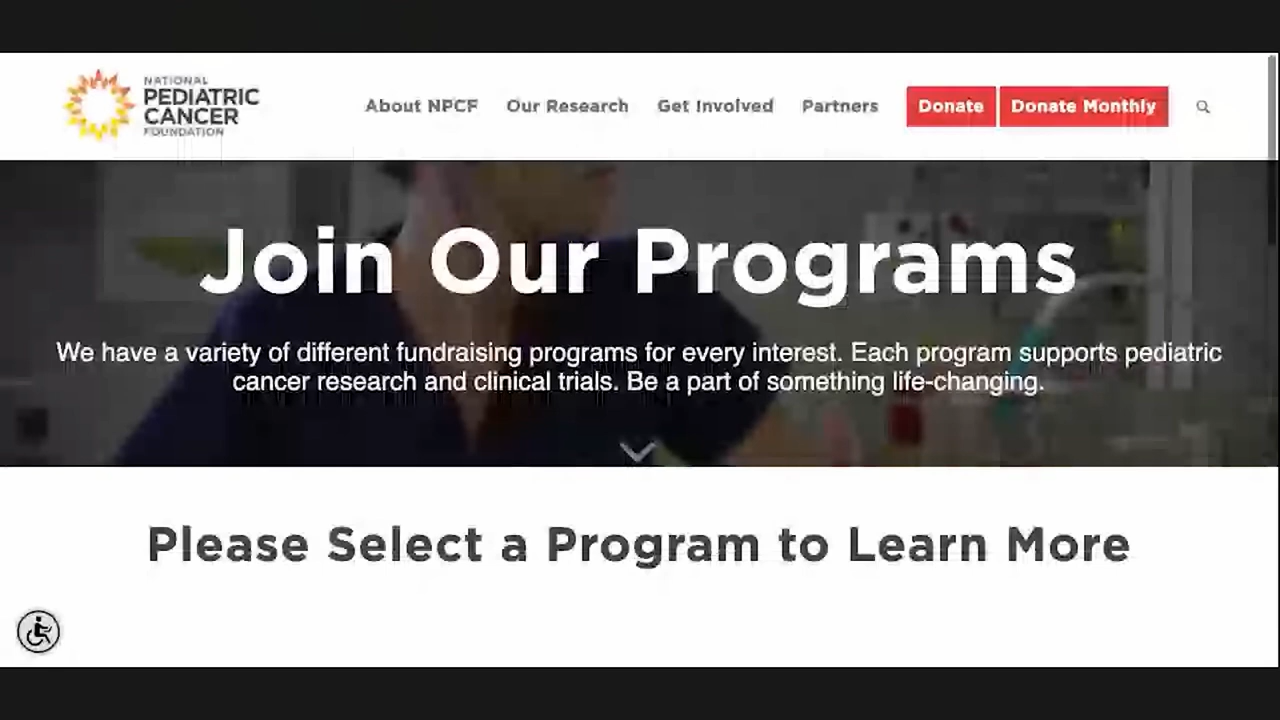 NATIONAL
PEDIATRIC
CANCER
FOUNDATION
About NPCF
Our Research
Get Involved
Partners
Donate
Donate Monthly
Join Our Programs
We have a variety of different fundraising programs for every interest. Each program supports pediatric
cancer research and clinical trials. Be a part of something life-changing.
Please Select a Program to Learn More